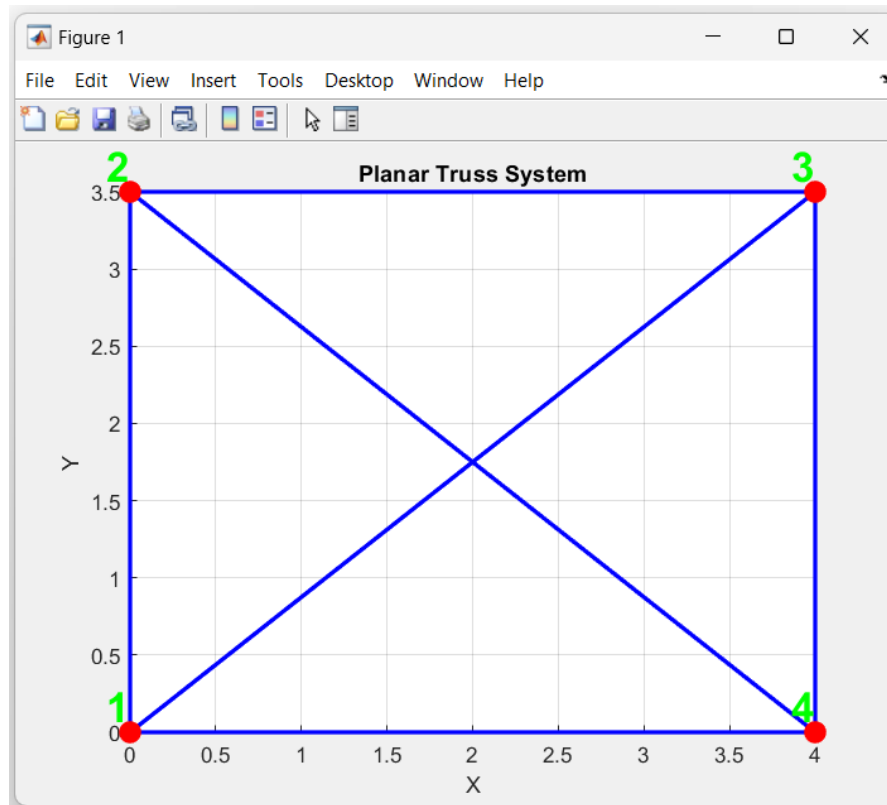 Figure 1
File Edit View Insert Tools Desktop Window Help
Planar Truss System
2
3
3.5
3
2.5
2
1.5
1
0.5
0
Y
1
4
0 0.5 1 1.5 2 2.5 3 3.5 4
X